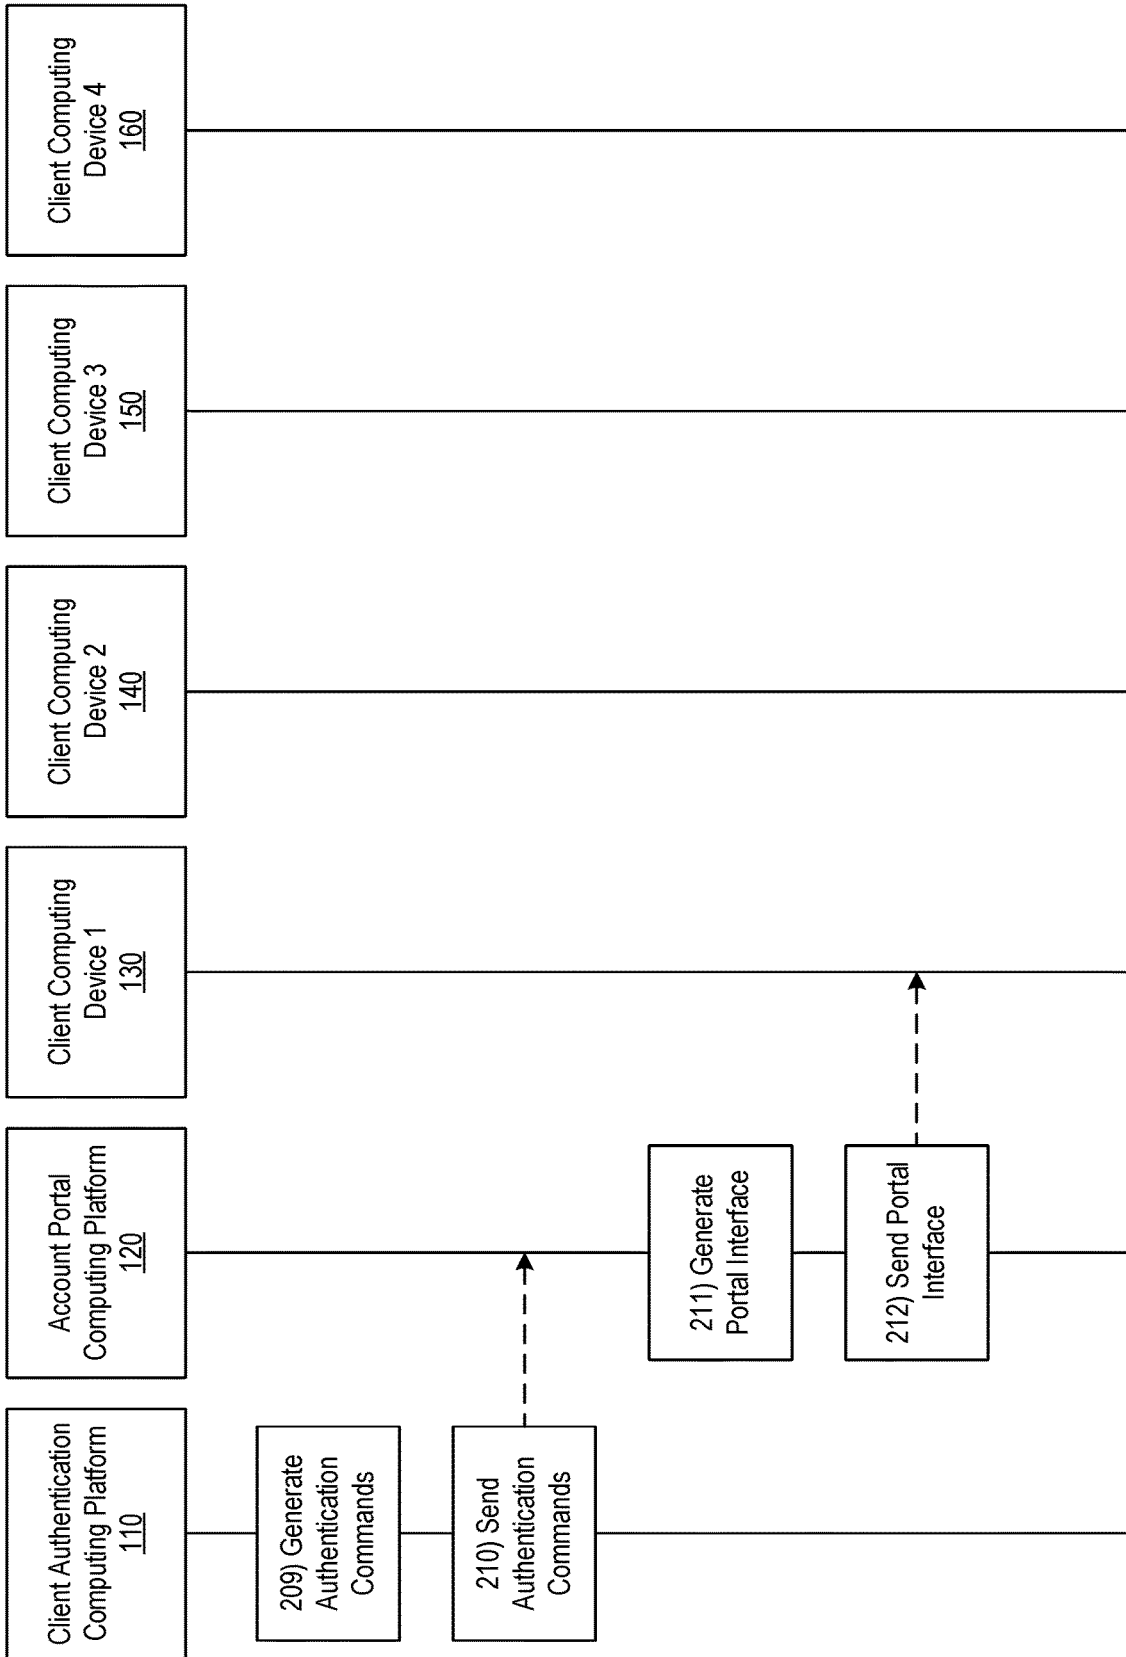 Client Authentication
Computing Platform
110
Account Portal
Computing Platform
120
Client Computing
Device 1
130
Client Computing
Device 2
140
Client Computing
Device 3
150
Client Computing
Device 4
160
209) Generate
Authentication
Commands
210) Send
Authentication
Commands
211) Generate
Portal Interface
212) Send Portal
Interface